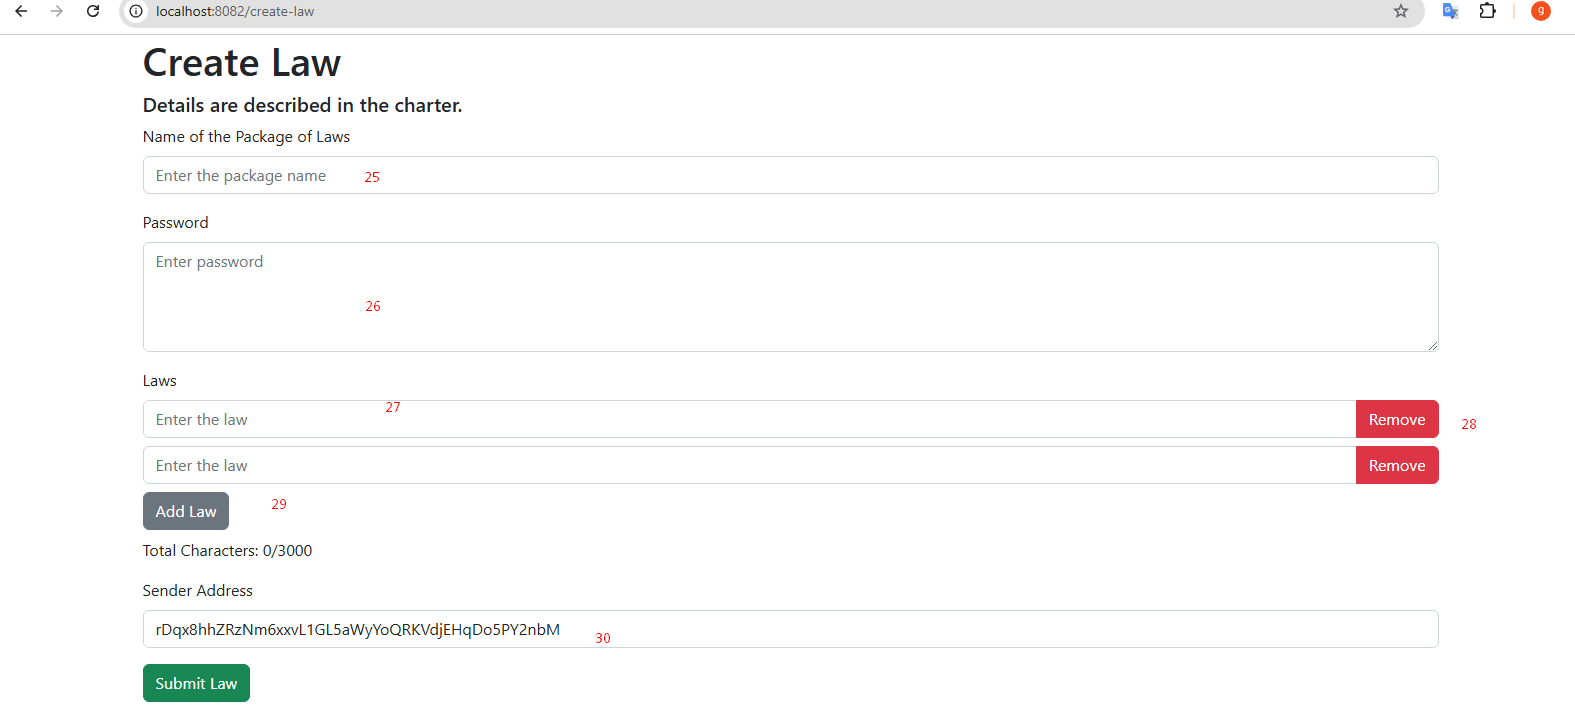 localhost:8082/create-law
g
Create Law
Details are described in the charter.
Name of the Package of Laws
Enter the package name 25
Password
Enter password
26
Laws
27
Enter the law Remove 28
Enter the law Remove
Add Law 29
Total Characters: 0/3000
Sender Address
rDqx8hhZRzNm6xxvL1GL5aWyYoQRKVdjEHqDo5PY2nbM 30
Submit Law